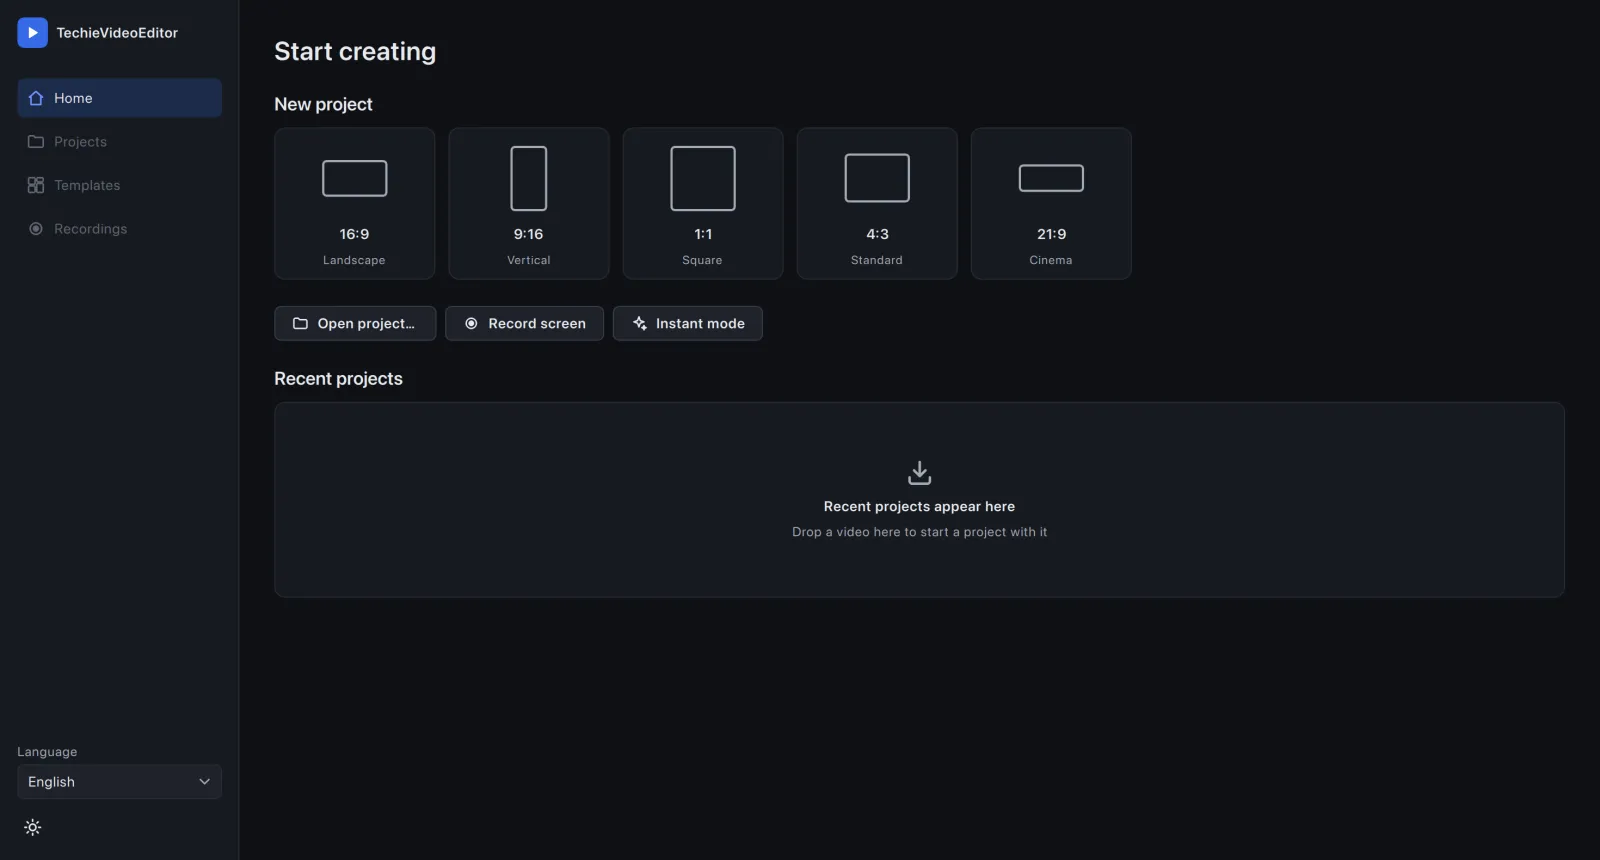 TechieVideoEditor
Home
Projects
Templates
Recordings
Language
English
Start creating
New project
16:9
Landscape
9:16
Vertical
1:1
Square
4:3
Standard
21:9
Cinema
Open project…
Record screen
Instant mode
Recent projects
Recent projects appear here
Drop a video here to start a project with it